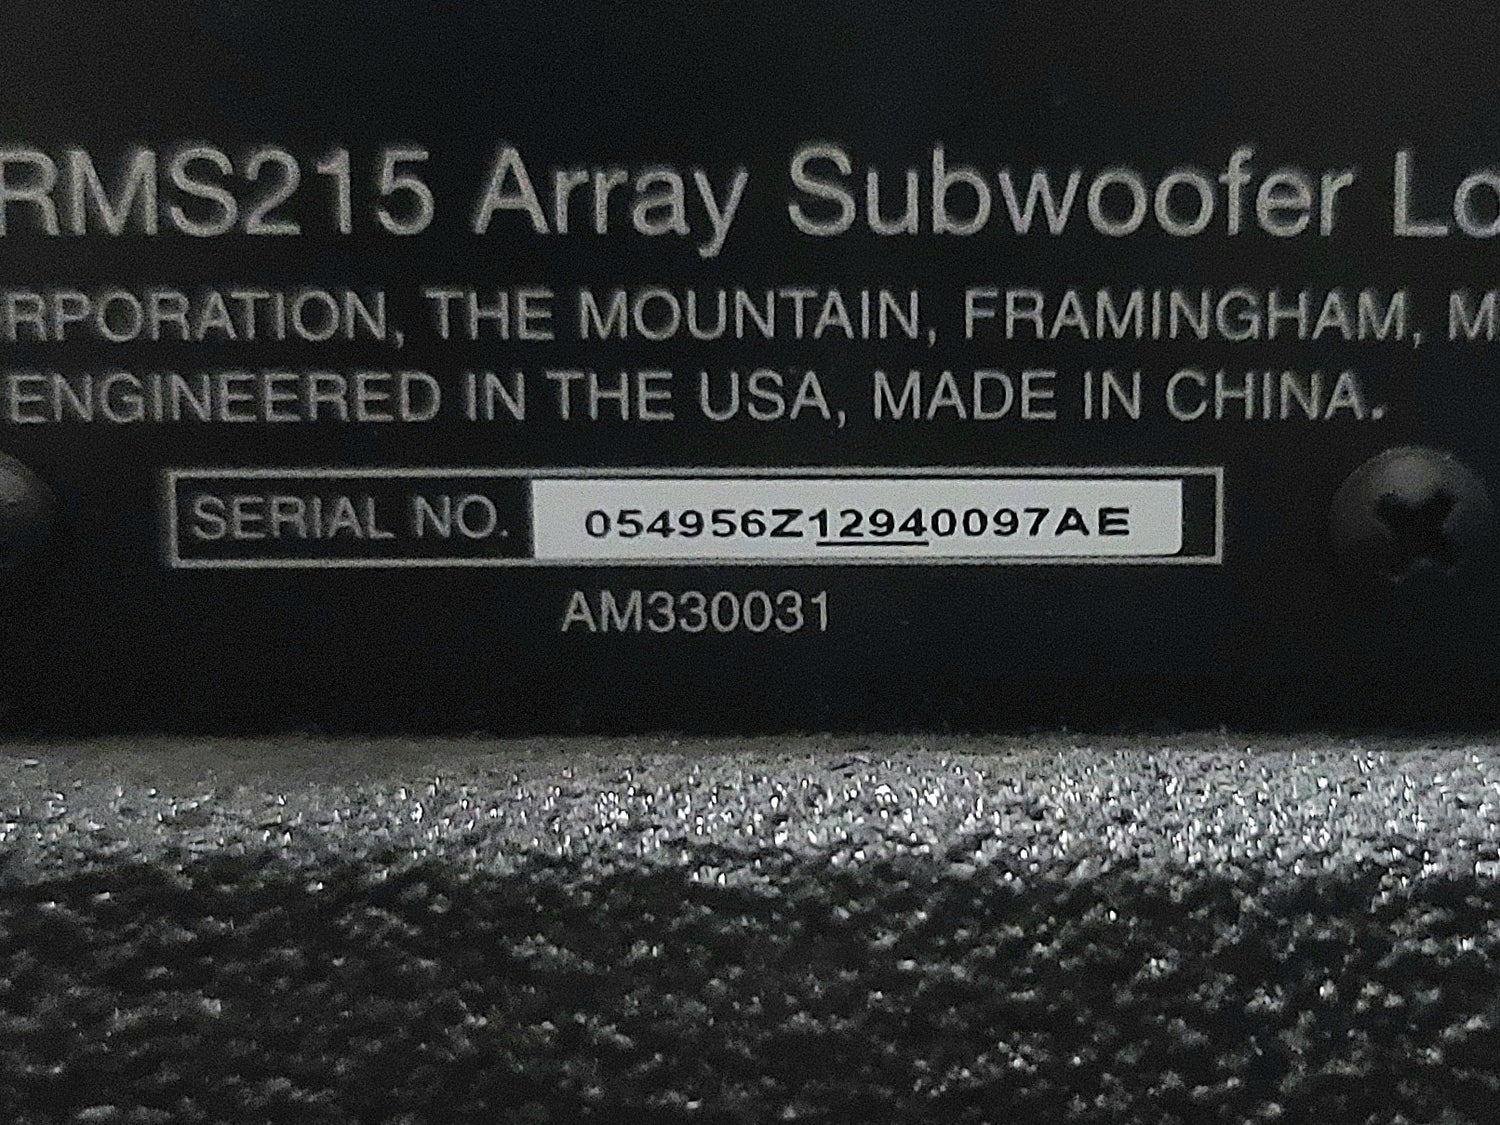 RMS215 Array Subwoofer Lo
RPORATION, THE MOUNTAIN, FRAMINGHAM, M
ENGINEERED IN THE USA, MADE IN CHINA.
SERIAL NO. 054956Z12940097AE
AM330031